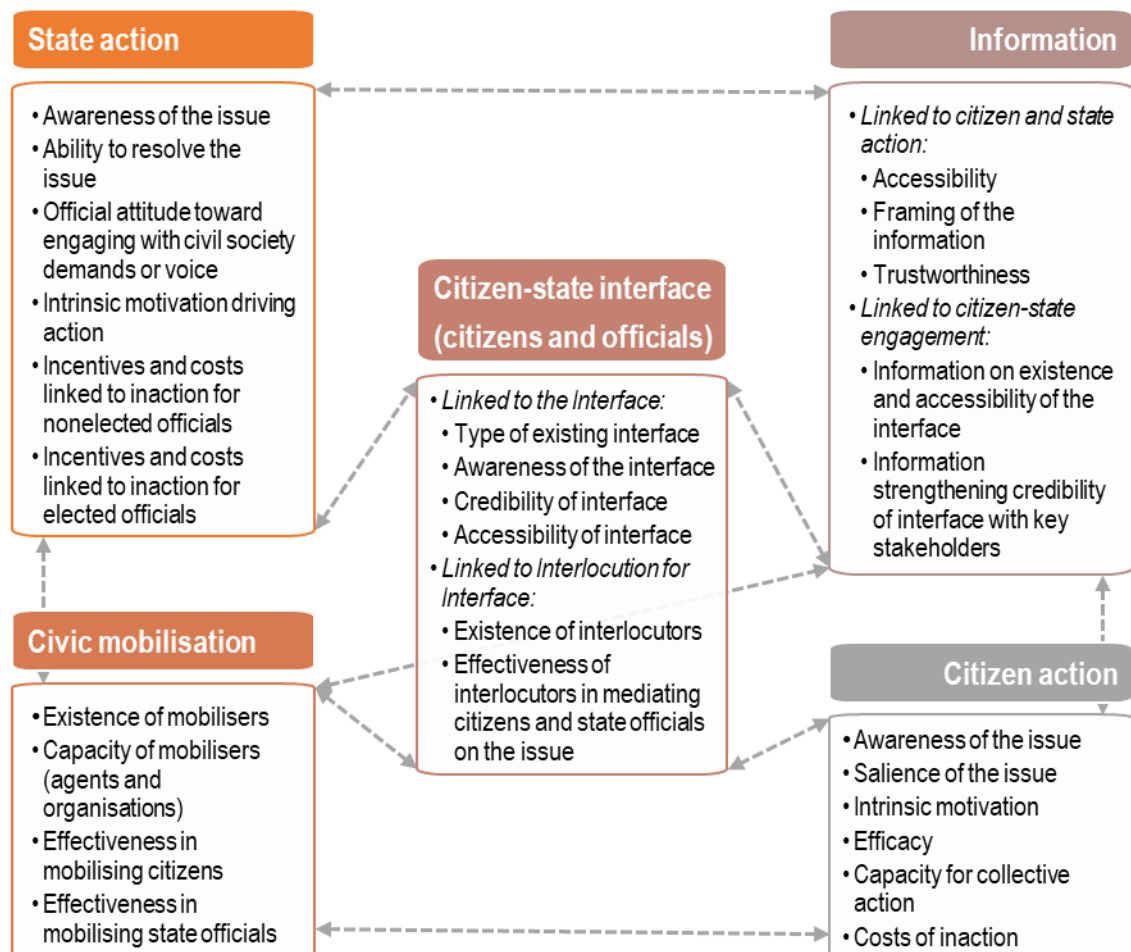 State action
• Awareness of the issue
• Ability to resolve the
issue
• Official attitude toward
engaging with civil society
demands or voice
• Intrinsic motivation driving
action
• Incentives and costs
linked to inaction for
nonelected officials
• Incentives and costs
linked to inaction for
elected officials
Information
• Linked to citizen and state
action:
• Accessibility
• Framing of the
information
• Trustworthiness
• Linked to citizen-state
engagement:
• Information on existence
and accessibility of the
interface
• Information
strengthening credibility
of interface with key
stakeholders
Citizen-state interface
(citizens and officials)
• Linked to the Interface:
• Type of existing interface
• Awareness of the interface
• Credibility of interface
• Accessibility of interface
• Linked to Interlocution for
Interface:
• Existence of interlocutors
• Effectiveness of
interlocutors in mediating
citizens and state officials
on the issue
Civic mobilisation
• Existence of mobilisers
• Capacity of mobilisers
(agents and
organisations)
• Effectiveness in
mobilising citizens
• Effectiveness in
mobilising state officials
Citizen action
• Awareness of the issue
• Salience of the issue
• Intrinsic motivation
• Efficacy
• Capacity for collective
action
• Costs of inaction